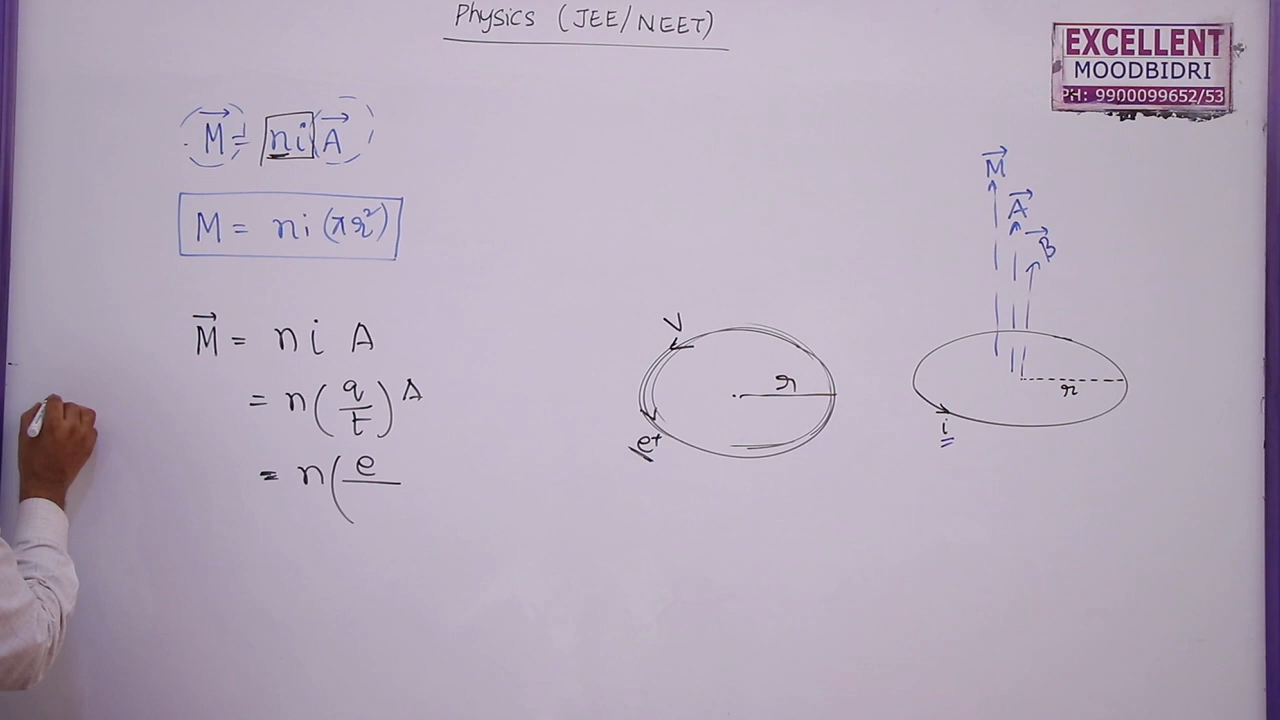 Physics (JEE/NEET)
EXCELLENT
MOODBIDRI
PH: 9900099652/53
M⃗ = ni A⃗
M = ni (πr²)
M⃗ = n i A
= n(q/t) A
= n(e
V
r
e⁺
M⃗
A⃗
B⃗
r
i